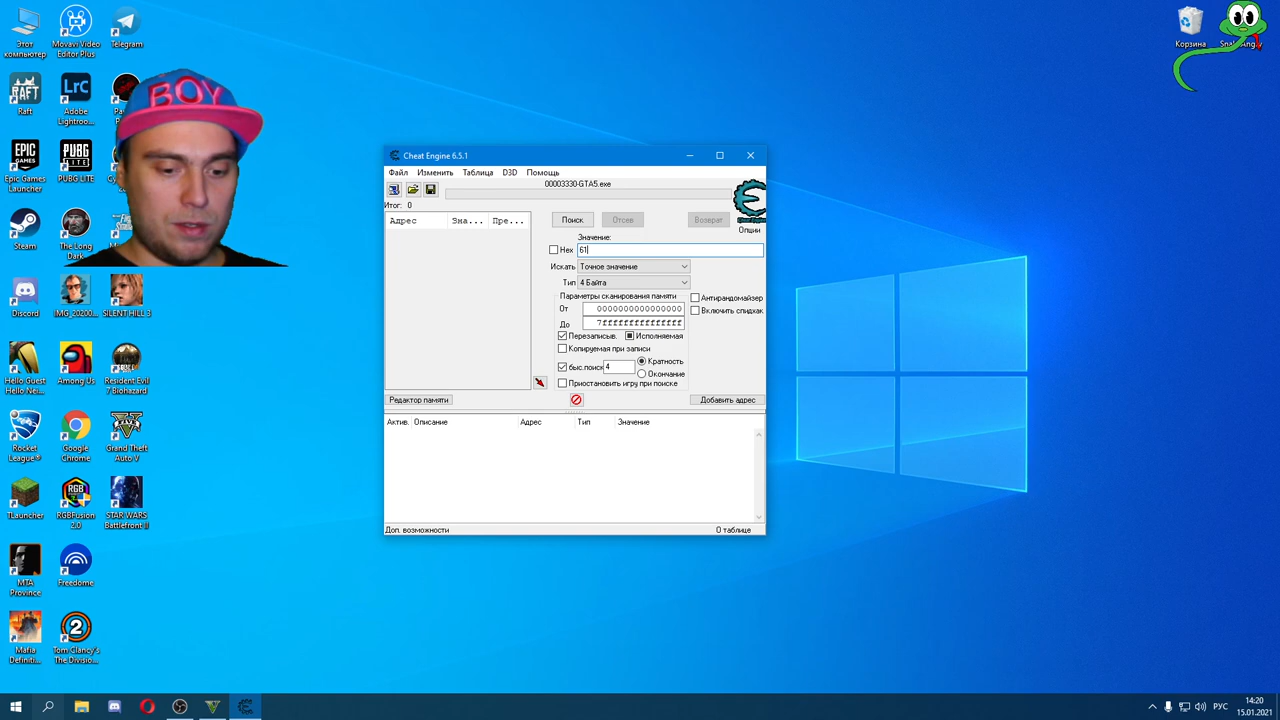 Этот
компьютер
Movavi Video
Editor Plus
Telegram
Корзина
BOY
Raft
Adobe
Lightroo...
Epic Games
Launcher
PUBG LITE
Steam
The Long
Dark
Discord
IMG_20200...
SILENT HILL 3
Hello Guest
Hello Nei...
Among Us
Resident Evil
7 Biohazard
Rocket
League®
Google
Chrome
Grand Theft
Auto V
TLauncher
RGBFusion
2.0
STAR WARS
Battlefront II
MTA
Province
Freedome
Mafia
Definiti...
Tom Clancy's
The Divisio...
Cheat Engine 6.5.1
Файл Изменить Таблица D3D Помощь
00003330-GTA5.exe
Итог: 0
Адрес Зна... Пре...
Поиск Отсев Возврат
Опции
Значение:
Hex 61
Искать Точное значение
Тип 4 Байта
Параметры сканирования памяти
От 0000000000000000
До 7fffffffffffffff
Антирандомайзер
Включить спидхак
Перезаписыв. Исполняемая
Копируемая при записи
быс.поиск 4 Кратность
Окончание
Приостановить игру при поиске
Редактор памяти Добавить адрес
Актив. Описание Адрес Тип Значение
Доп. возможности О таблице
РУС
14:20
15.01.2021